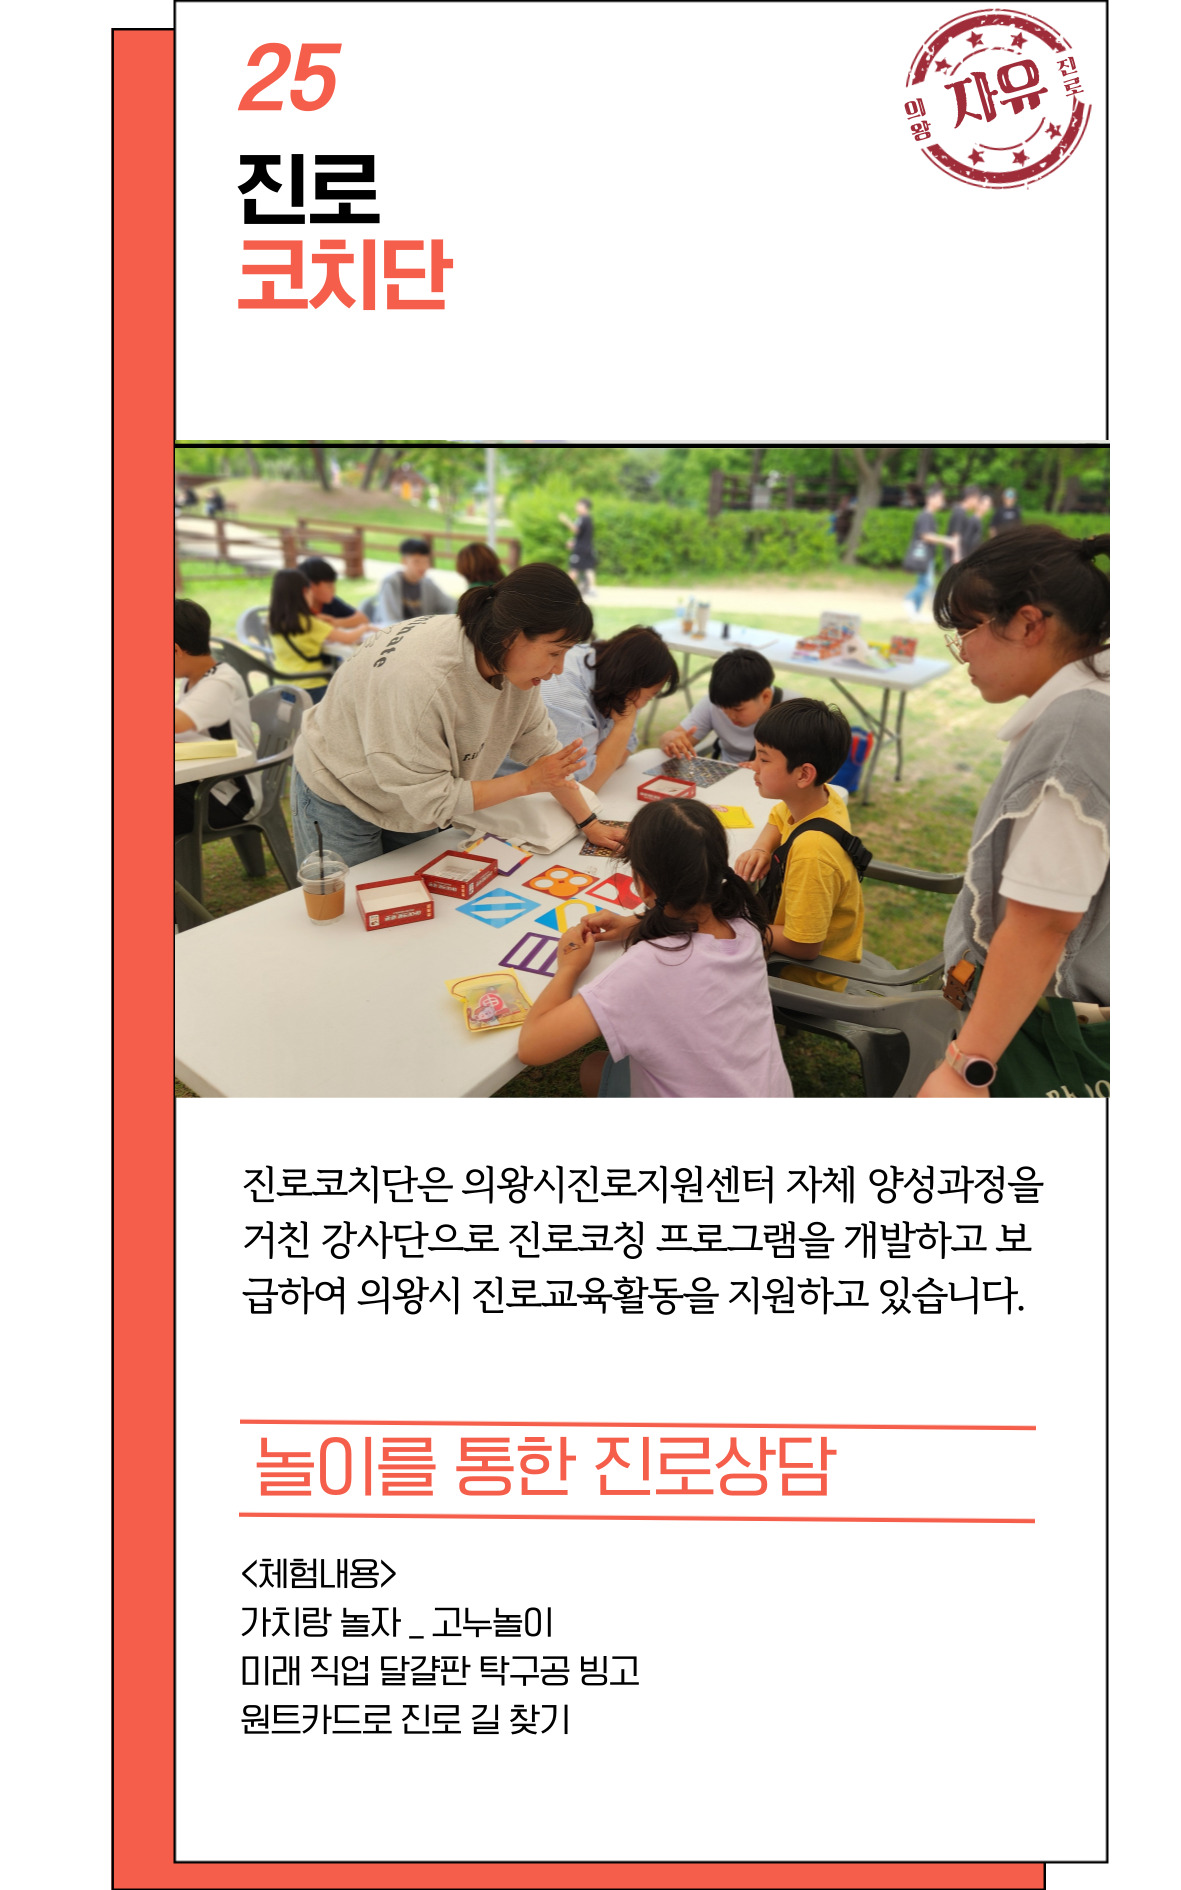 25
자유
의왕
진로
진로
코치단
진로코치단은 의왕시진로지원센터 자체 양성과정을
거친 강사단으로 진로코칭 프로그램을 개발하고 보
급하여 의왕시 진로교육활동을 지원하고 있습니다.
놀이를 통한 진로상담
<체험내용>
가치랑 놀자 _ 고누놀이
미래 직업 달걀판 탁구공 빙고
원트카드로 진로 길 찾기